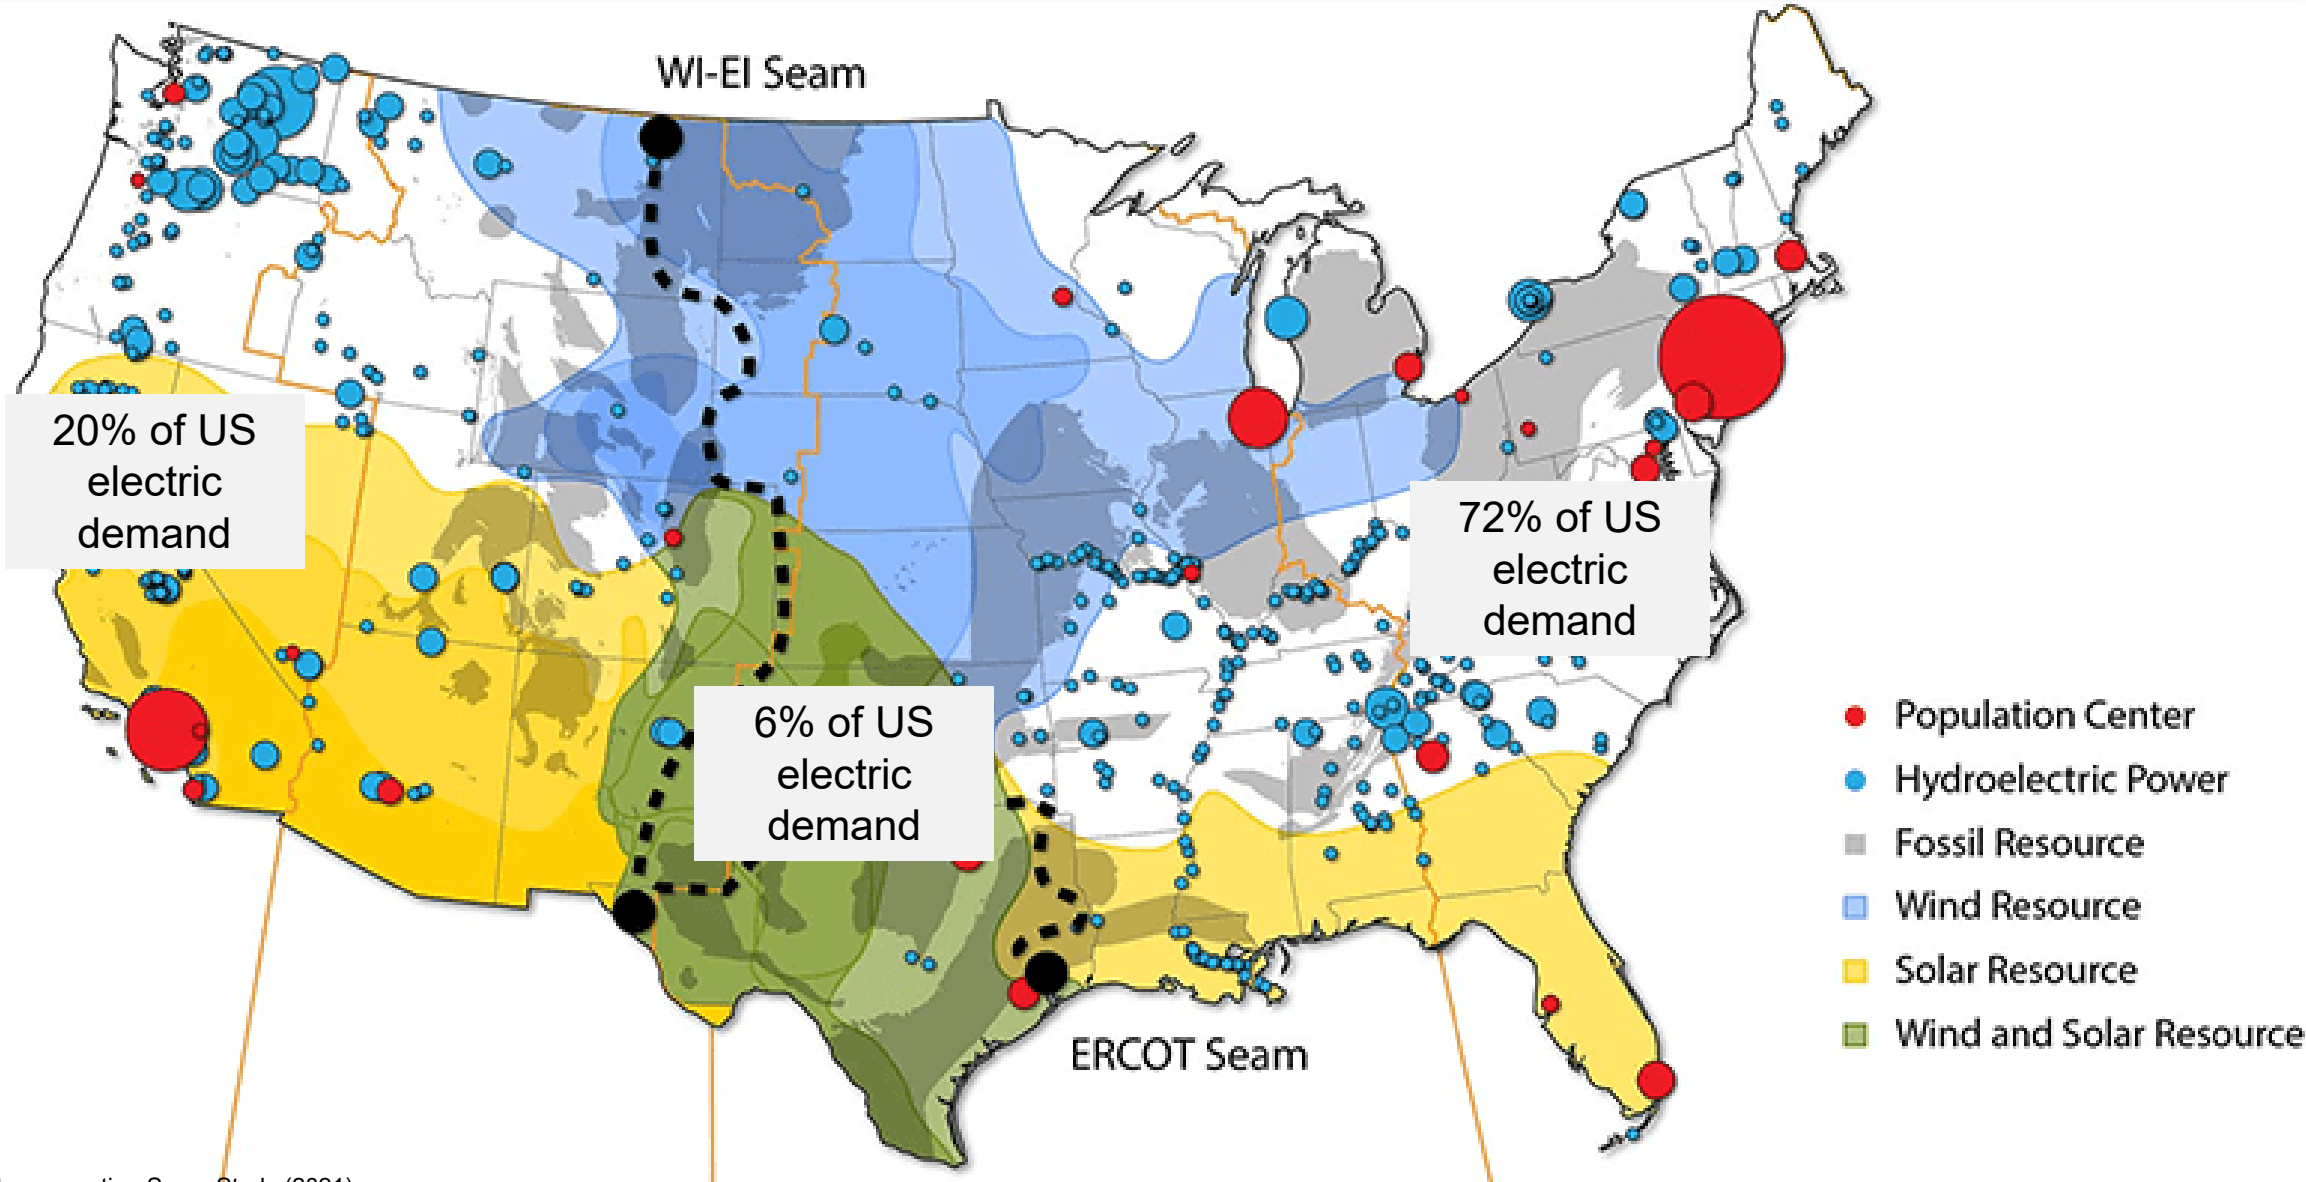 WI-EI Seam
20% of US
electric
demand
72% of US
electric
demand
6% of US
electric
demand
Population Center
Hydroelectric Power
Fossil Resource
Wind Resource
Solar Resource
Wind and Solar Resource
ERCOT Seam
(2021)